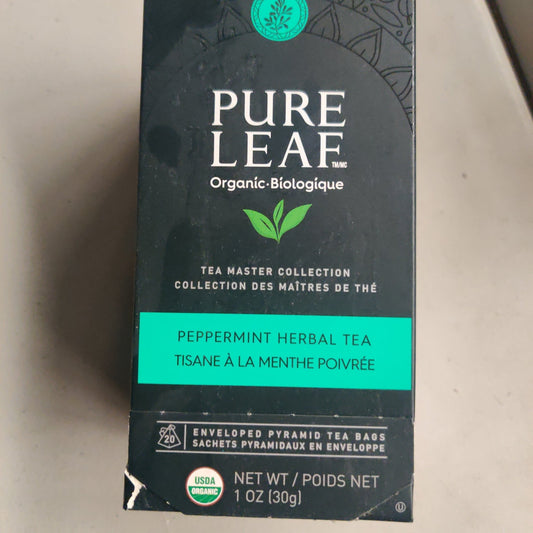 PURE
LEAF TM/MC
Organic•Biologique
TEA MASTER COLLECTION
COLLECTION DES MAÎTRES DE THÉ
PEPPERMINT HERBAL TEA
TISANE À LA MENTHE POIVRÉE
20
ENVELOPED PYRAMID TEA BAGS
SACHETS PYRAMIDAUX EN ENVELOPPE
USDA
ORGANIC
NET WT / POIDS NET
1 OZ (30g)
U